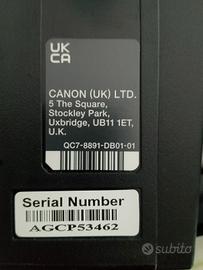 UK
CA
CANON (UK) LTD.
5 The Square,
Stockley Park,
Uxbridge, UB11 1ET,
U.K.
QC7-8891-DB01-01
Serial Number
AGCP53462
subito